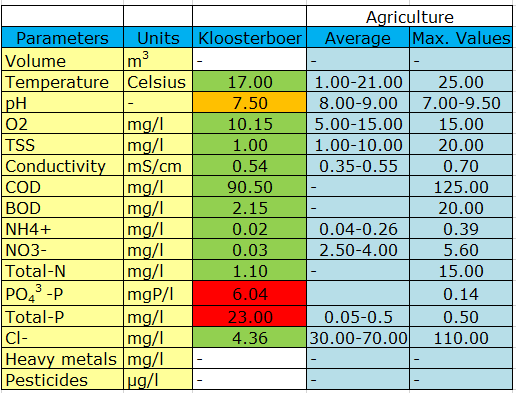 Agriculture
Parameters Units Kloosterboer Average Max. Values
Volume m³ - - -
Temperature Celsius 17.00 1.00-21.00 25.00
pH - 7.50 8.00-9.00 7.00-9.50
O2 mg/l 10.15 5.00-15.00 15.00
TSS mg/l 1.00 1.00-10.00 20.00
Conductivity mS/cm 0.54 0.35-0.55 0.70
COD mg/l 90.50 - 125.00
BOD mg/l 2.15 - 20.00
NH4+ mg/l 0.02 0.04-0.26 0.39
NO3- mg/l 0.03 2.50-4.00 5.60
Total-N mg/l 1.10 - 15.00
PO₄³ -P mgP/l 6.04 0.14
Total-P mg/l 23.00 0.05-0.5 0.50
Cl- mg/l 4.36 30.00-70.00 110.00
Heavy metals mg/l - - -
Pesticides µg/l - - -